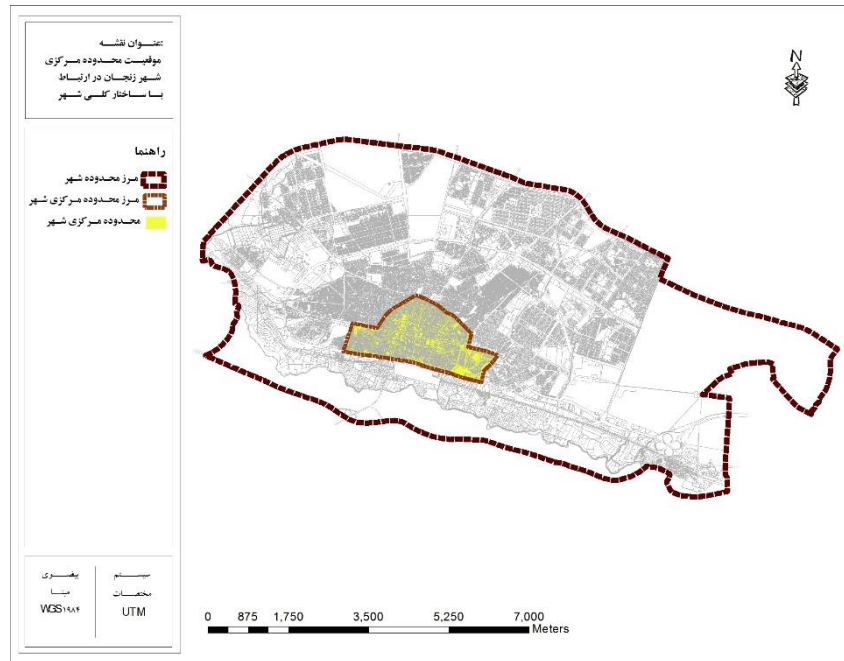 عنوان نقشه:
موقعیت محدوده مرکزی
شهر زنجان در ارتباط
با ساختار کلی شهر
راهنما
مرز محدوده شهر
مرز محدوده مرکزی شهر
محدوده مرکزی شهر
سیستم
مختصات
UTM
بیضوی
مبنا
WGS۱۹۸۴
N
0 875 1,750 3,500 5,250 7,000
Meters